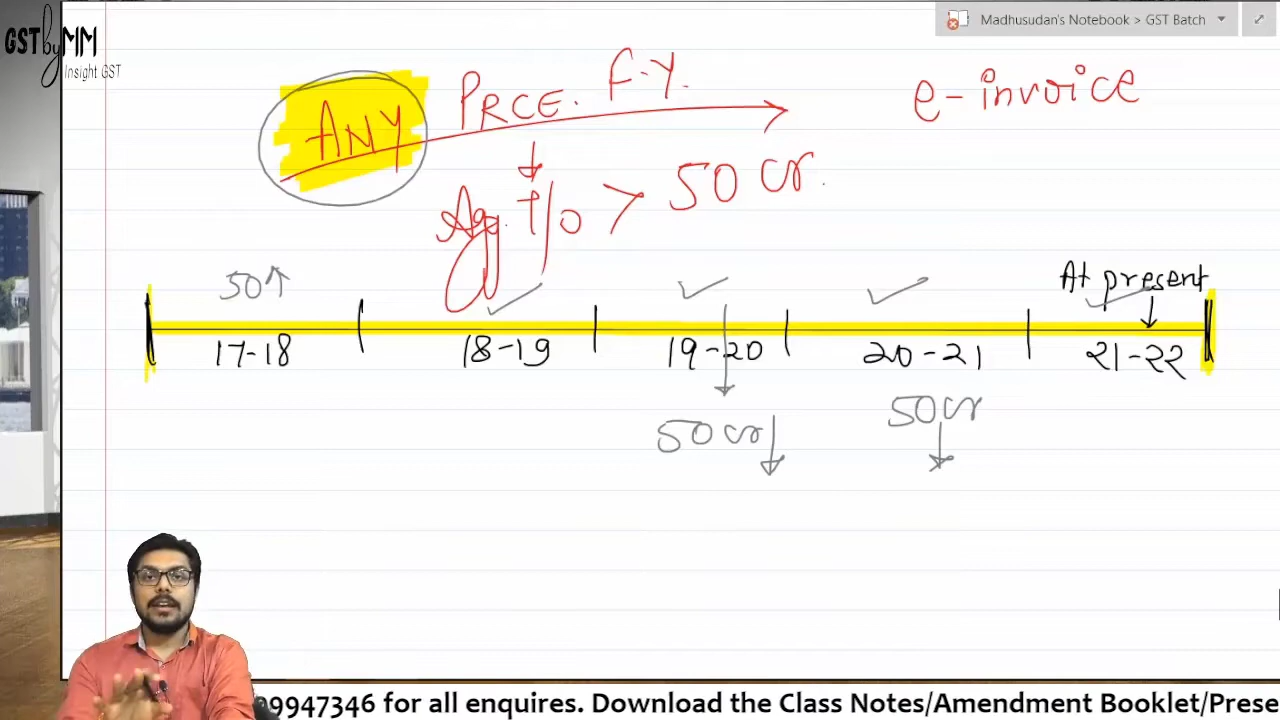 GST by MM
Insight GST
Madhusudan's Notebook > GST Batch
ANY PRCE. F.Y.
e-invoice
Agg. T/O > 50 cr.
50↑
At present
17-18 18-19 19-20 20-21 21-22
50 cr↓ 50 cr↓
99947346 for all enquires. Download the Class Notes/Amendment Booklet/Prese